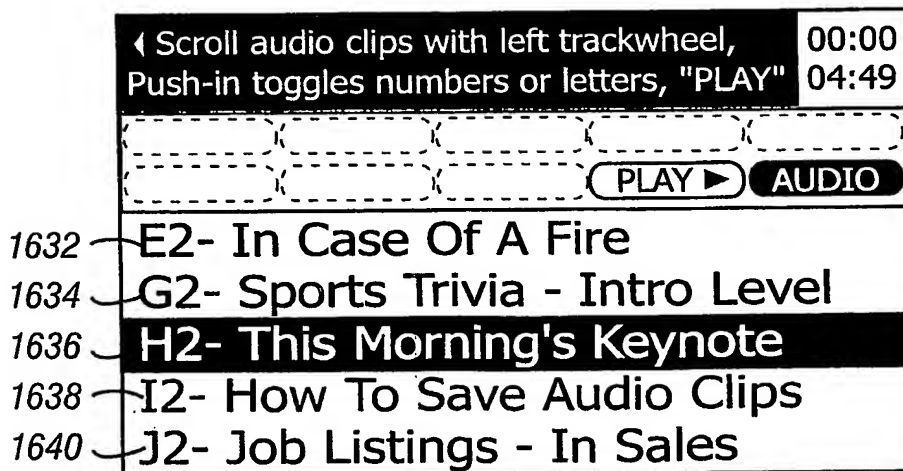 ◀ Scroll audio clips with left trackwheel, 00:00
Push-in toggles numbers or letters, "PLAY" 04:49
PLAY ▶ AUDIO
1632 E2- In Case Of A Fire
1634 G2- Sports Trivia - Intro Level
1636 H2- This Morning's Keynote
1638 I2- How To Save Audio Clips
1640 J2- Job Listings - In Sales